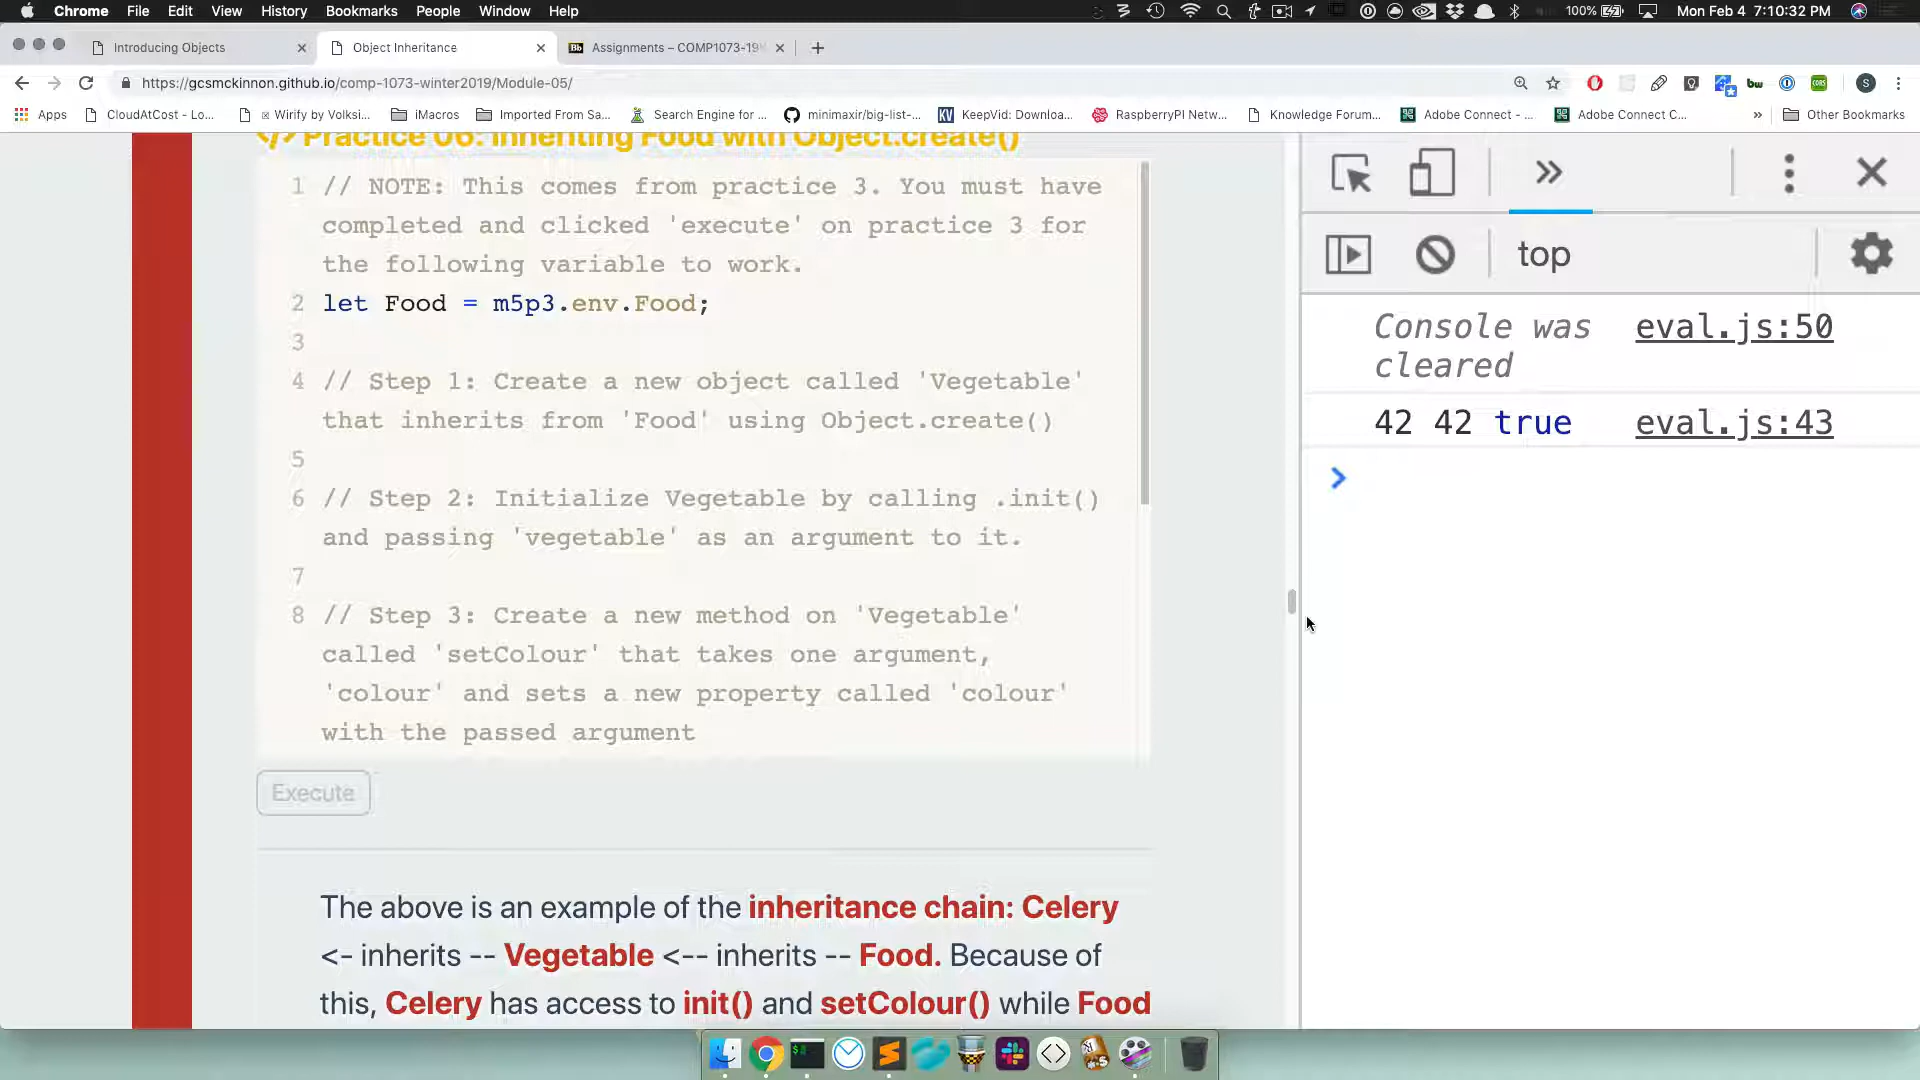 Chrome File Edit View History Bookmarks People Window Help 100% Mon Feb 4 7:10:32 PM
Introducing Objects
Object Inheritance
Bb Assignments – COMP1073-19
https://gcsmckinnon.github.io/comp-1073-winter2019/Module-05/
Apps CloudAtCost - Lo... Wirify by Volksi... iMacros Imported From Sa... Search Engine for ... minimaxir/big-list-... KV KeepVid: Downloa... RaspberryPI Netw... Knowledge Forum... Adobe Connect - ... Adobe Connect C... » Other Bookmarks
</> Practice 06: Inheriting Food with Object.create()
1 // NOTE: This comes from practice 3. You must have
completed and clicked 'execute' on practice 3 for
the following variable to work.
2 let Food = m5p3.env.Food;
3
4 // Step 1: Create a new object called 'Vegetable'
that inherits from 'Food' using Object.create()
5
6 // Step 2: Initialize Vegetable by calling .init()
and passing 'vegetable' as an argument to it.
7
8 // Step 3: Create a new method on 'Vegetable'
called 'setColour' that takes one argument,
'colour' and sets a new property called 'colour'
with the passed argument
Execute
The above is an example of the inheritance chain: Celery
<- inherits -- Vegetable <-- inherits -- Food. Because of
this, Celery has access to init() and setColour() while Food
top
Console was cleared eval.js:50
42 42 true eval.js:43